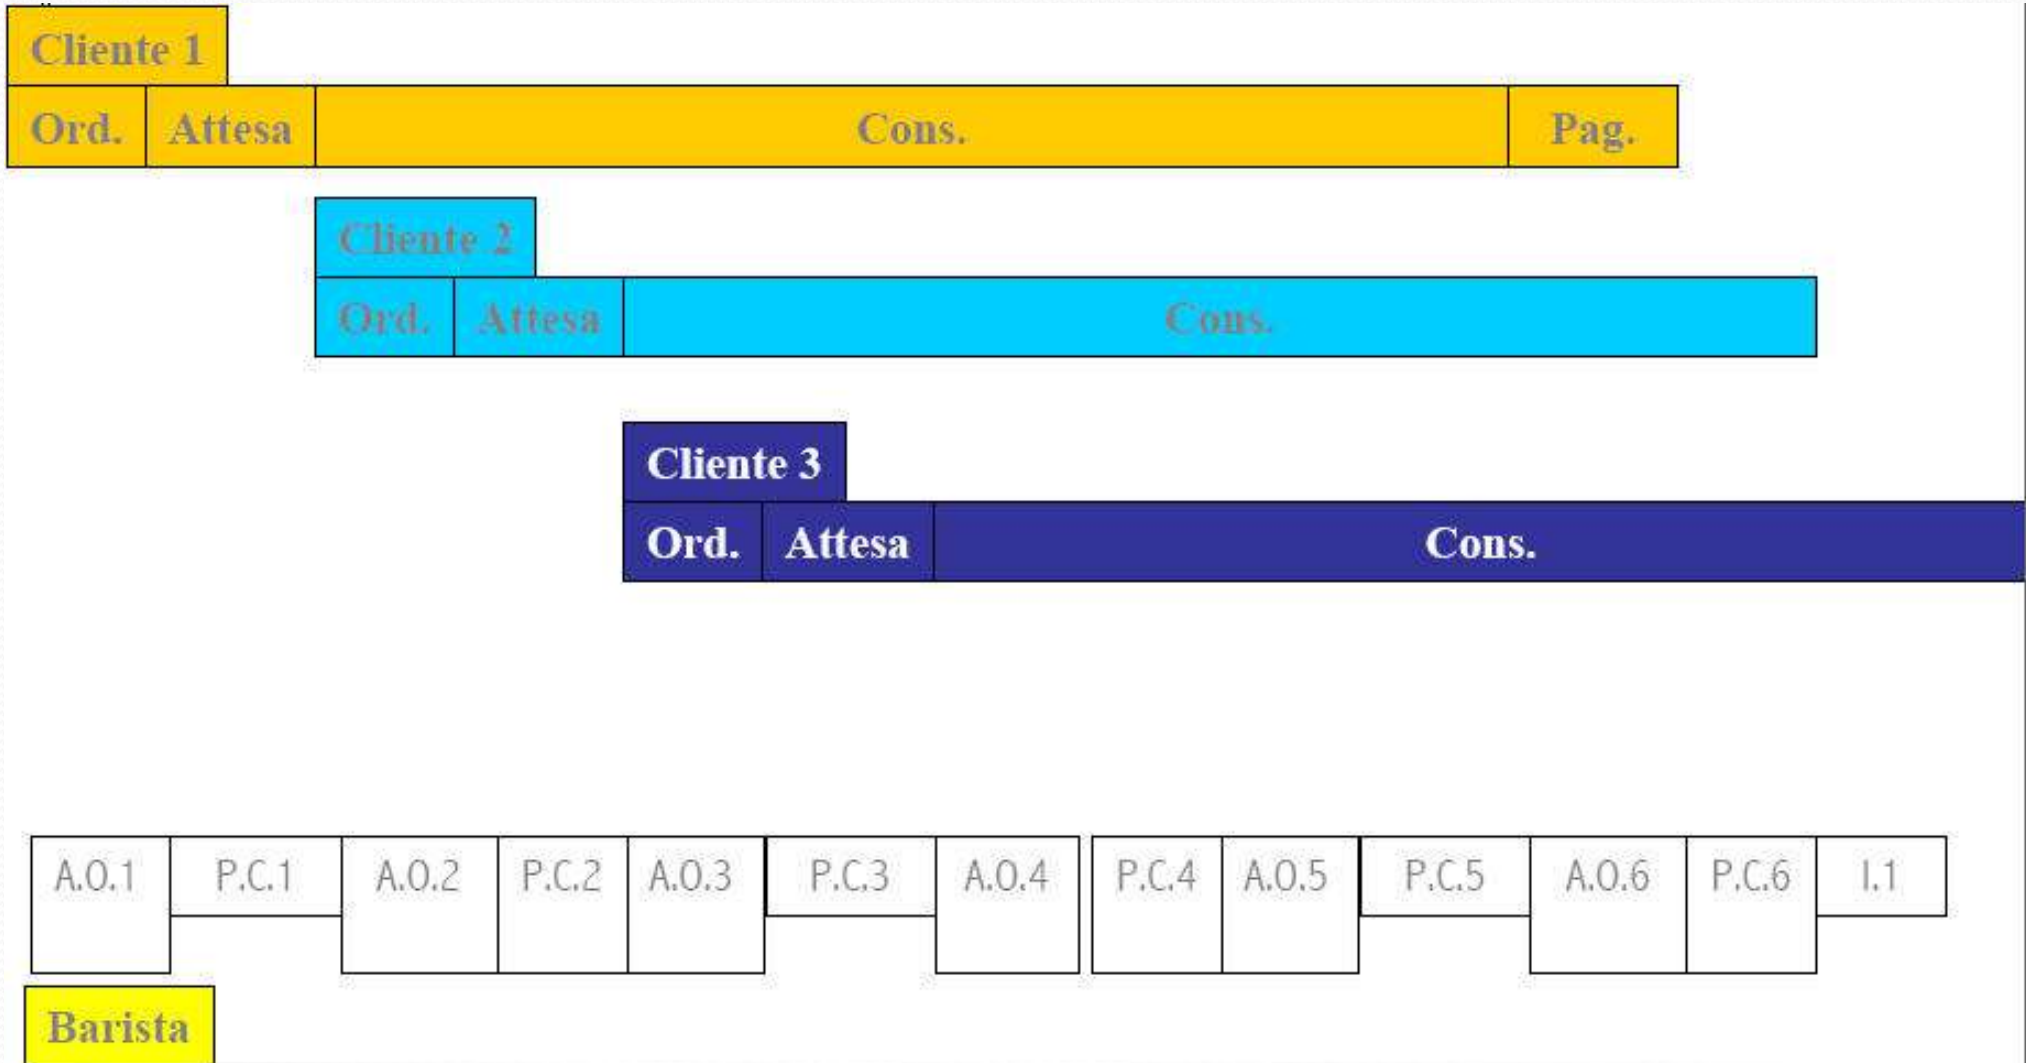 Cliente 1
Ord. Attesa Cons. Pag.
Cliente 2
Ord. Attesa Cons.
Cliente 3
Ord. Attesa Cons.
A.O.1 P.C.1 A.O.2 P.C.2 A.O.3 P.C.3 A.O.4 P.C.4 A.O.5 P.C.5 A.O.6 P.C.6 I.1
Barista